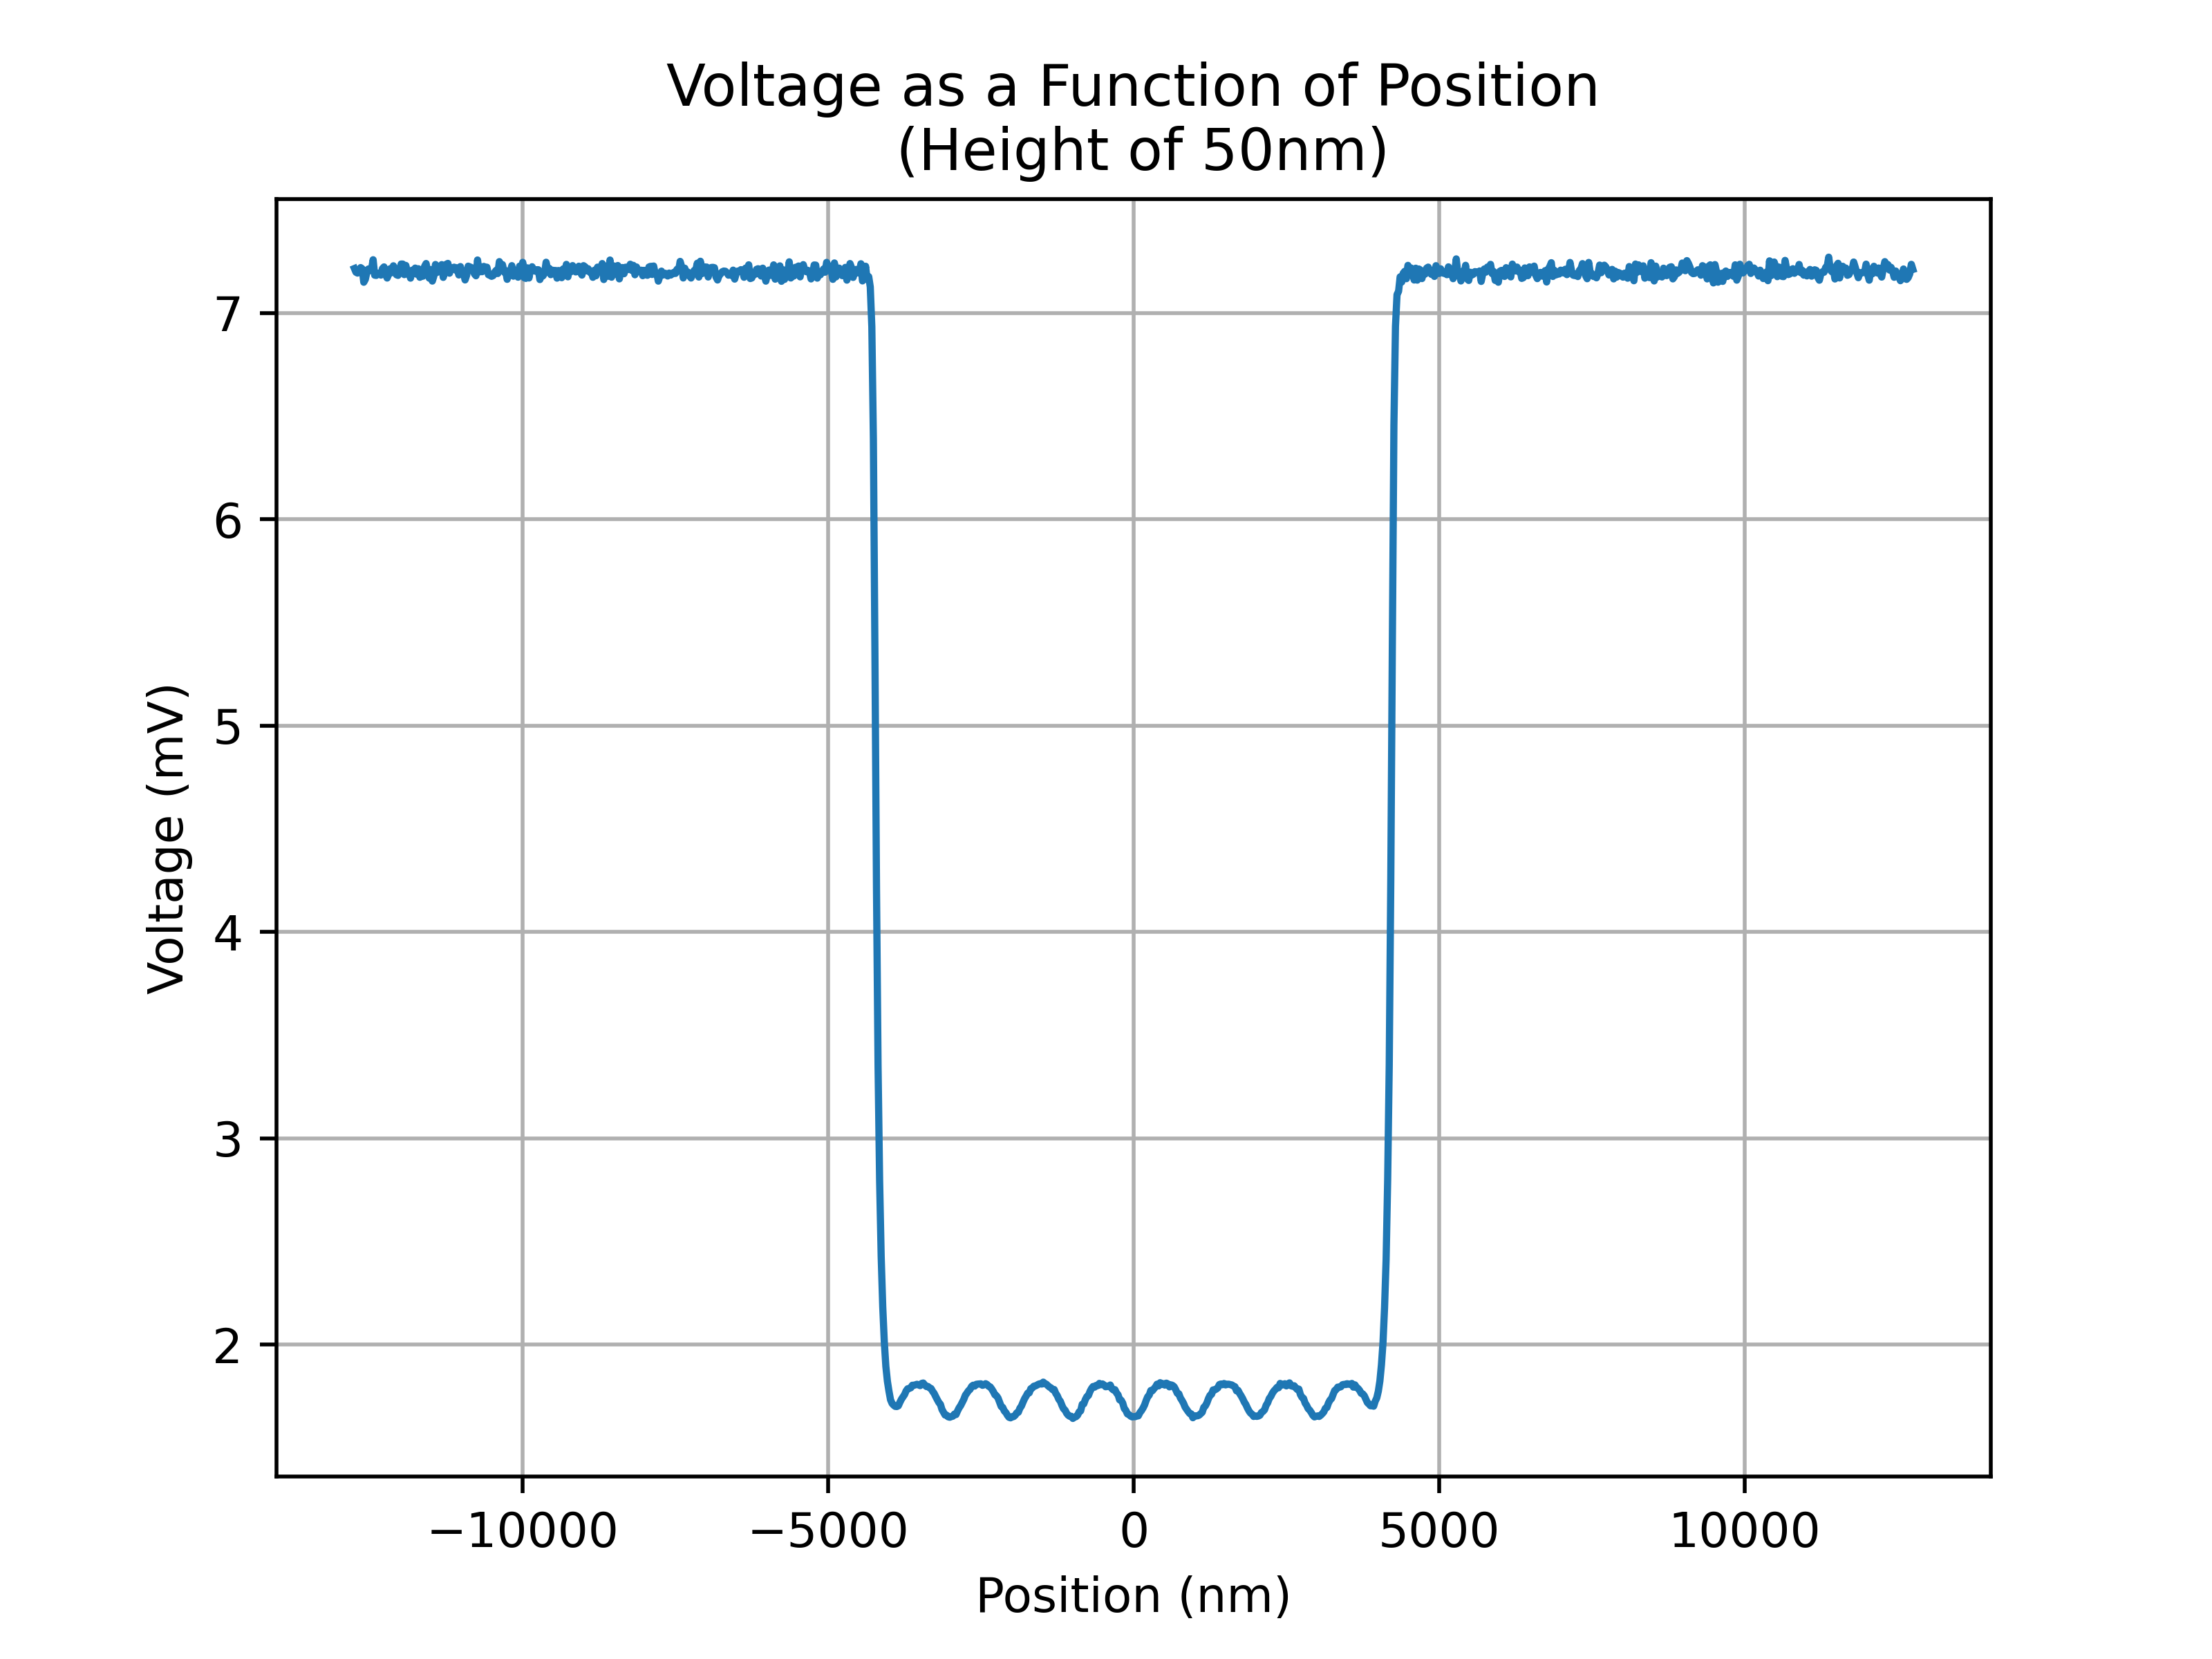 Voltage as a Function of Position
(Height of 50nm)
7
6
5
4
3
2
Voltage (mV)
−10000 −5000 0 5000 10000
Position (nm)